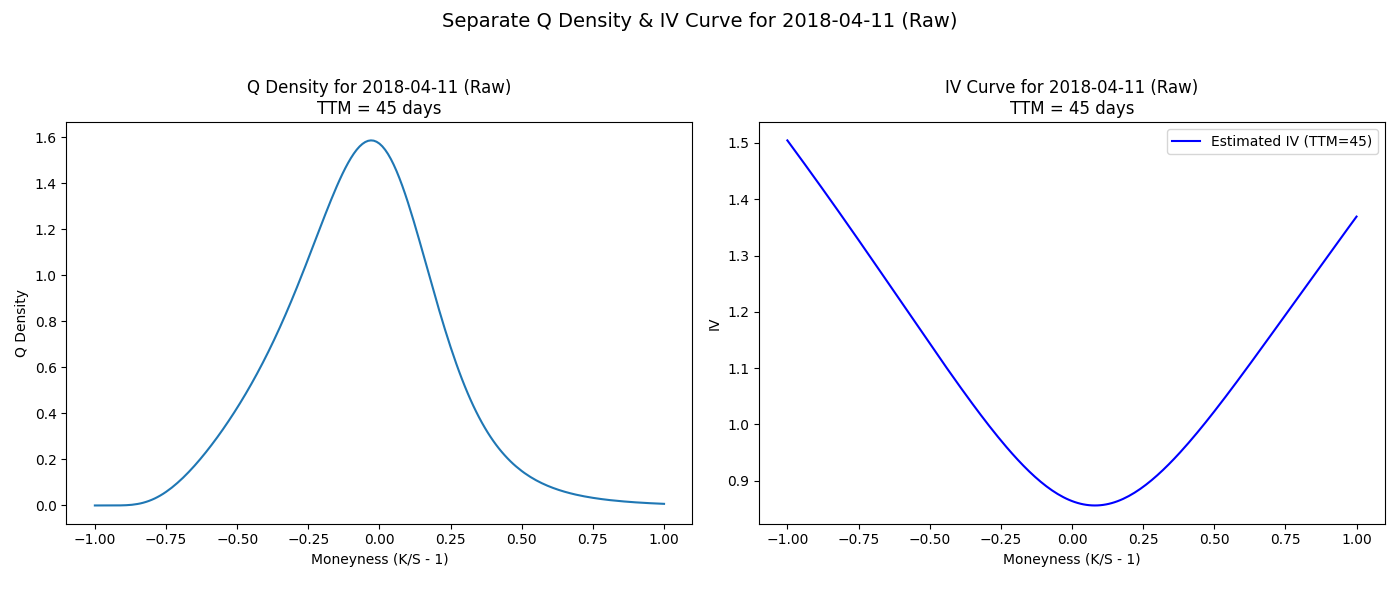 Separate Q Density & IV Curve for 2018-04-11 (Raw)
Q Density for 2018-04-11 (Raw)
TTM = 45 days
1.6
1.4
1.2
1.0
0.8
0.6
0.4
0.2
0.0
Q Density
−1.00 −0.75 −0.50 −0.25 0.00 0.25 0.50 0.75 1.00
Moneyness (K/S - 1)
IV Curve for 2018-04-11 (Raw)
TTM = 45 days
Estimated IV (TTM=45)
1.5
1.4
1.3
1.2
1.1
1.0
0.9
IV
−1.00 −0.75 −0.50 −0.25 0.00 0.25 0.50 0.75 1.00
Moneyness (K/S - 1)